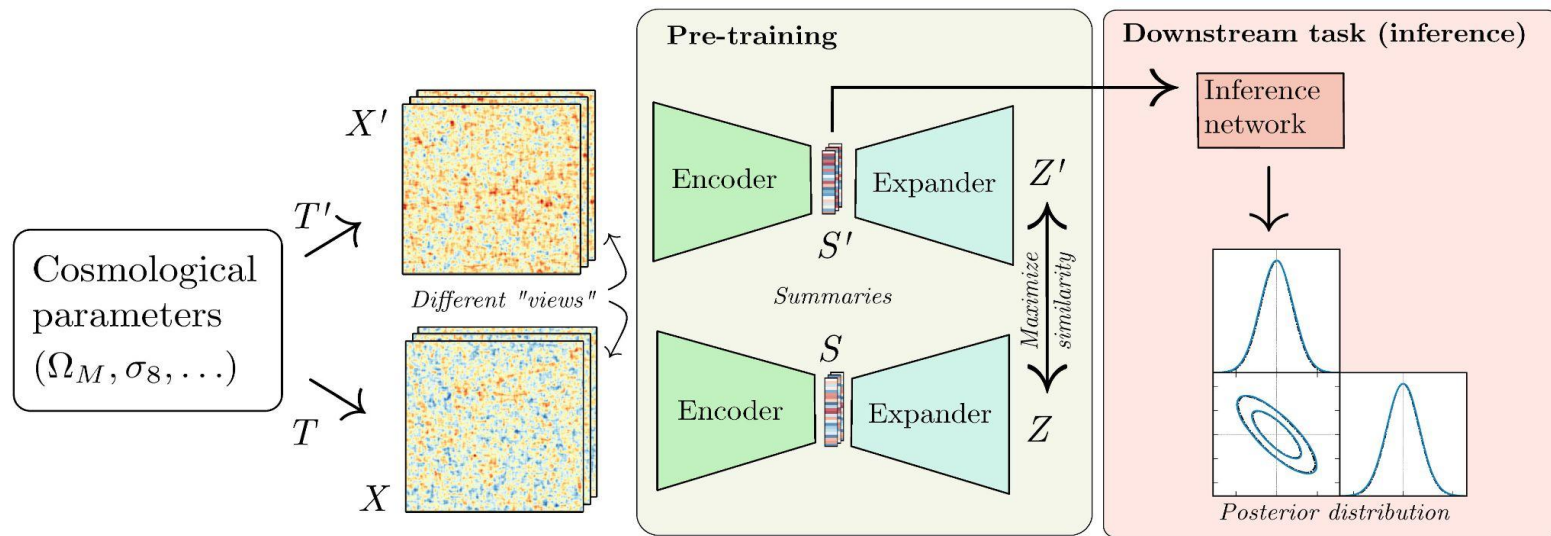 Pre-training
Downstream task (inference)
X'
T'
Cosmological
parameters
(Ω_M, σ_8, . . .)
T
X
Different "views"
Encoder
S'
Expander
Z'
Summaries
Maximize
similarity
Encoder
S
Expander
Z
Inference
network
Posterior distribution